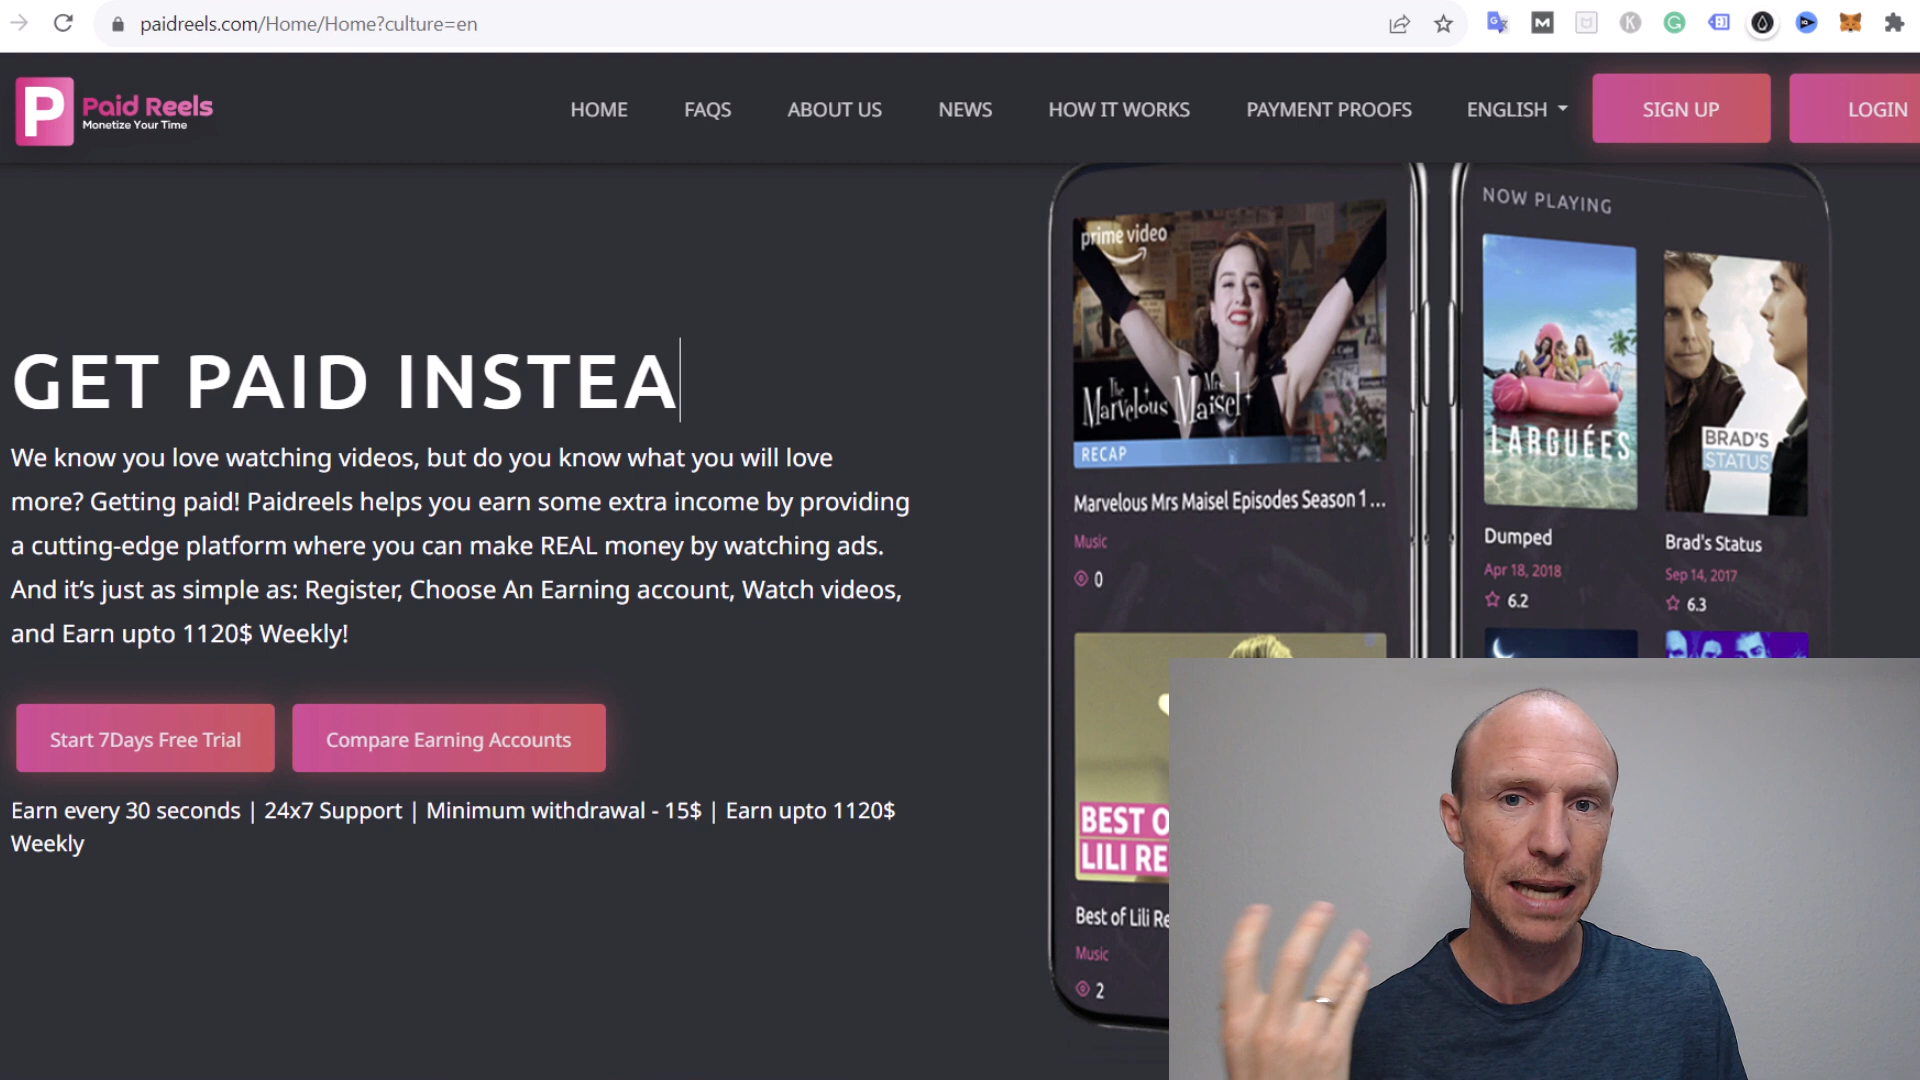 paidreels.com/Home/Home?culture=en
P
Paid Reels
Monetize Your Time
HOME
FAQS
ABOUT US
NEWS
HOW IT WORKS
PAYMENT PROOFS
ENGLISH
SIGN UP
LOGIN
GET PAID INSTEA
We know you love watching videos, but do you know what you will love
more? Getting paid! Paidreels helps you earn some extra income by providing
a cutting-edge platform where you can make REAL money by watching ads.
And it’s just as simple as: Register, Choose An Earning account, Watch videos,
and Earn upto 1120$ Weekly!
Start 7Days Free Trial
Compare Earning Accounts
Earn every 30 seconds | 24x7 Support | Minimum withdrawal - 15$ | Earn upto 1120$
Weekly
prime video
The
Marvelous Mrs. Maisel
RECAP
Marvelous Mrs Maisel Episodes Season 1 ...
Music
0
BEST O
LILI RE
Best of Lili Re
Music
2
NOW PLAYING
LARGUÉES
Dumped
Apr 18, 2018
6.2
BRAD'S
STATUS
Brad's Status
Sep 14, 2017
6.3